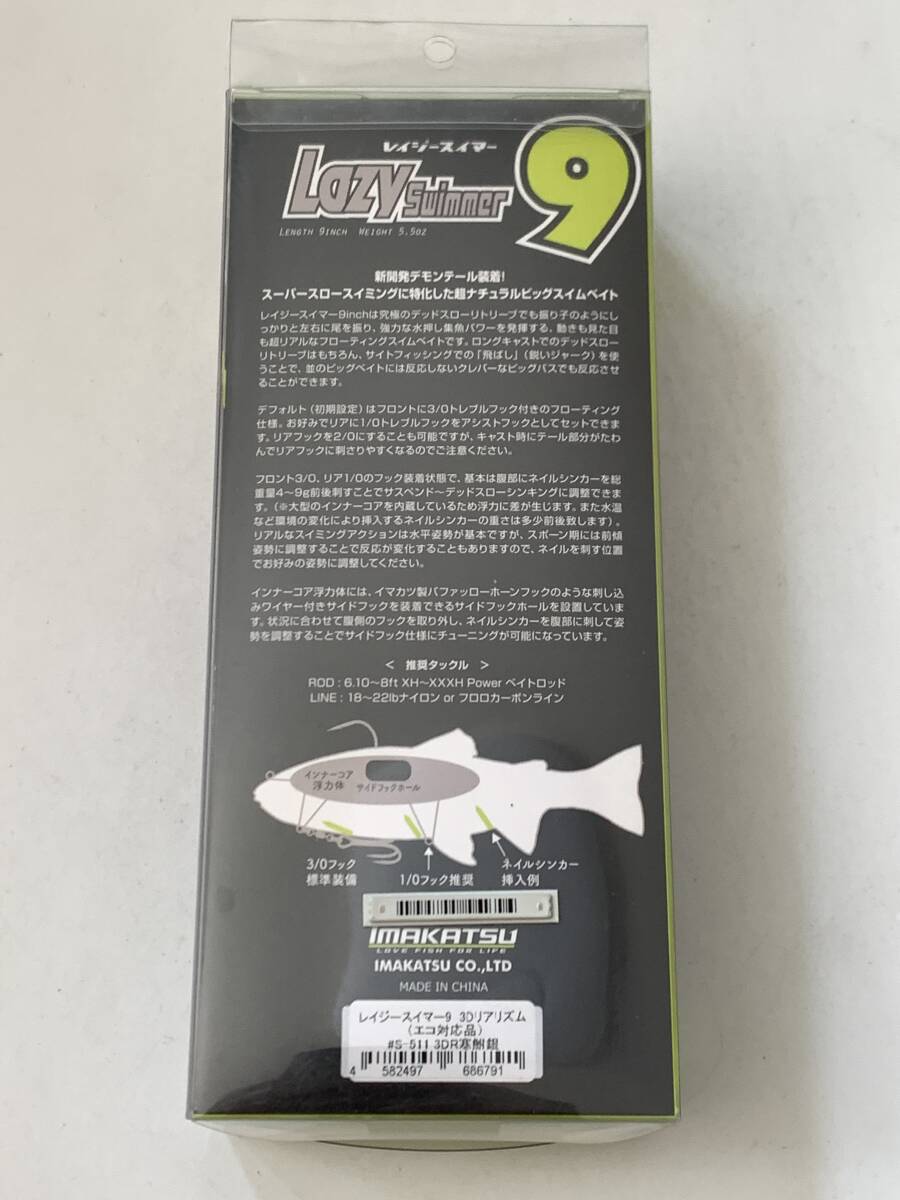 レイジースイマー
Lazy Swimmer 9
LENGTH 9INCH WEIGHT 5.5OZ
新開発デモンテール装着!
スーパースロースイミングに特化した超ナチュラルビッグスイムベイト
レイジースイマー9inchは究極のデッドスローリトリーブでも振り子のようにし
っかりと左右に尾を振り、強力な水押し集魚パワーを発揮する、動きも見た目
も超リアルなフローティングスイムベイトです。ロングキャストでのデッドスロー
リトリーブはもちろん、サイトフィッシングでの「飛ばし」(鋭いジャーク)を使
うことで、並のビッグベイトには反応しないクレバーなビッグバスでも反応させ
ることができます。
デフォルト(初期設定)はフロントに3/0トレブルフック付きのフローティング
仕様。お好みでリアに1/0トレブルフックをアシストフックとしてセットできま
す。リアフックを2/0にすることも可能ですが、キャスト時にテール部分がたわ
んでリアフックに刺さりやすくなるのでご注意ください。
フロント3/0、リア1/0のフック装着状態で、基本は腹部にネイルシンカーを総
重量4〜9g前後刺すことでサスペンド〜デッドスローシンキングに調整できま
す。(※大型のインナーコアを内蔵しているため浮力に差が生じます。また水温
など環境の変化により挿入するネイルシンカーの重さは多少前後致します)。
リアルなスイミングアクションは水平姿勢が基本ですが、スポーン期には前傾
姿勢に調整することで反応が変化することもありますので、ネイルを刺す位置
でお好みの姿勢に調整してください。
インナーコア浮力体には、イマカツ製バファッローホーンフックのような刺し込
みワイヤー付きサイドフックを装着できるサイドフックホールを設置していま
す。状況に合わせて腹側のフックを取り外し、ネイルシンカーを腹部に刺して姿
勢を調整することでサイドフック仕様にチューニングが可能になっています。
< 推奨タックル >
ROD : 6.10〜8ft XH〜XXXH Power ベイトロッド
LINE : 18〜22lbナイロン or フロロカーボンライン
インナーコア
浮力体
サイドフックホール
3/0フック
標準装備
1/0フック推奨
ネイルシンカー
挿入例
IMAKATSU
LOVE FISH FOR LIFE
IMAKATSU CO.,LTD
MADE IN CHINA
レイジースイマー9 3Dリアリズム
(エコ対応品)
#S-511 3DR寒鮒銀
4 582497 686791